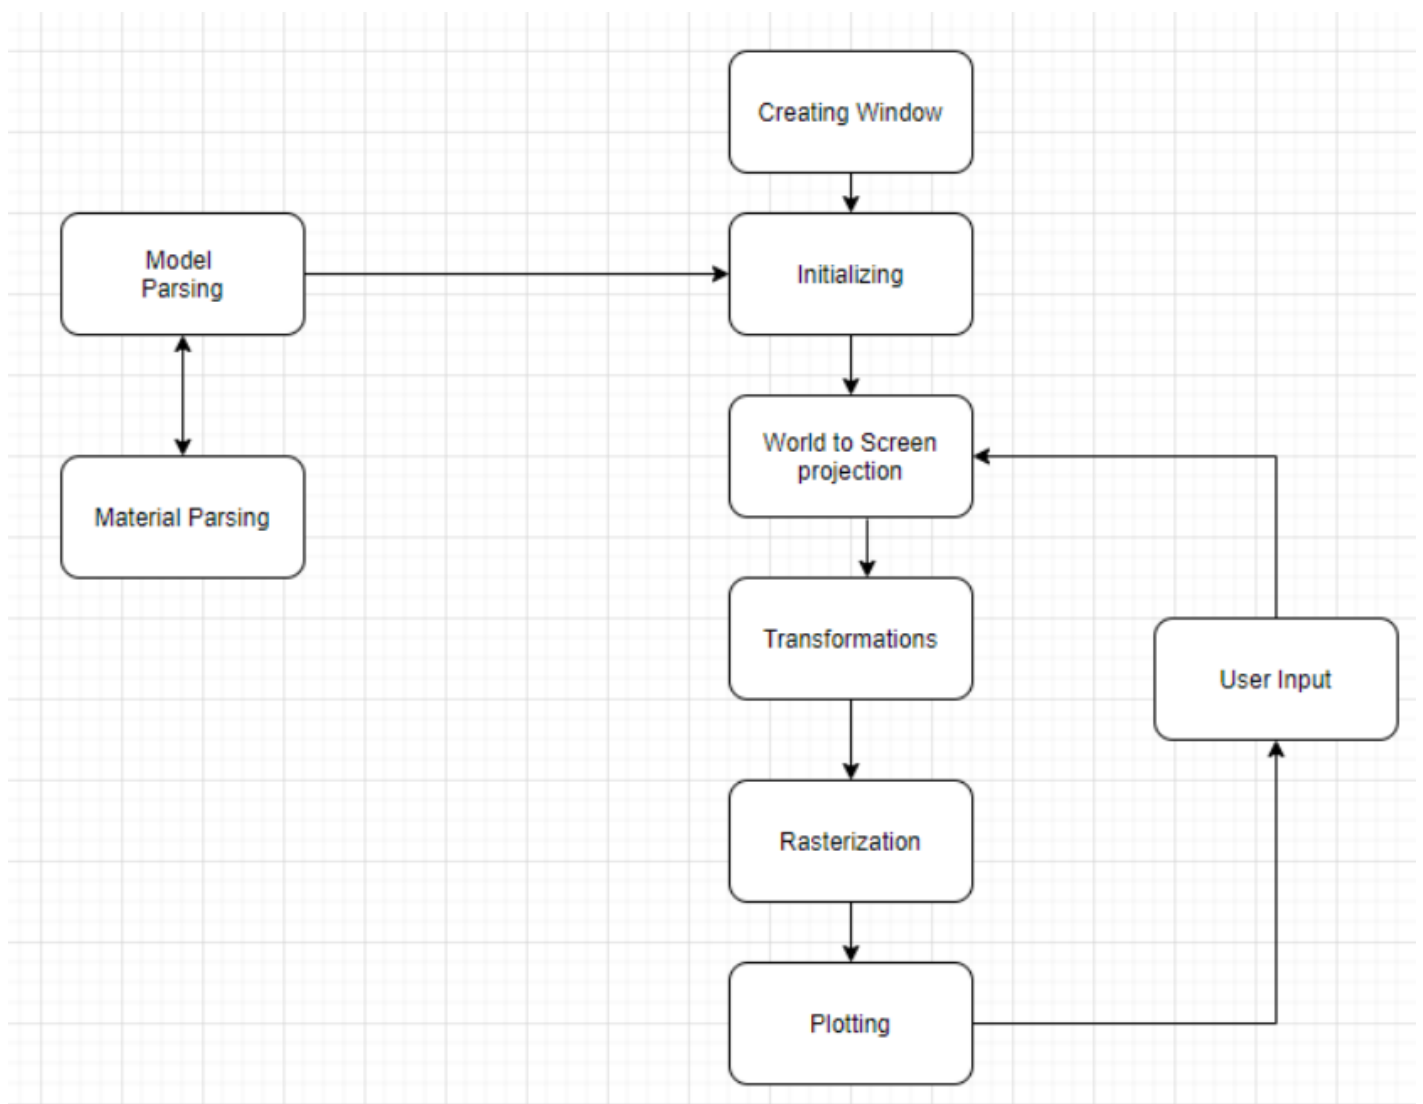 Creating Window
Model
Parsing
Initializing
World to Screen
projection
Material Parsing
Transformations
User Input
Rasterization
Plotting